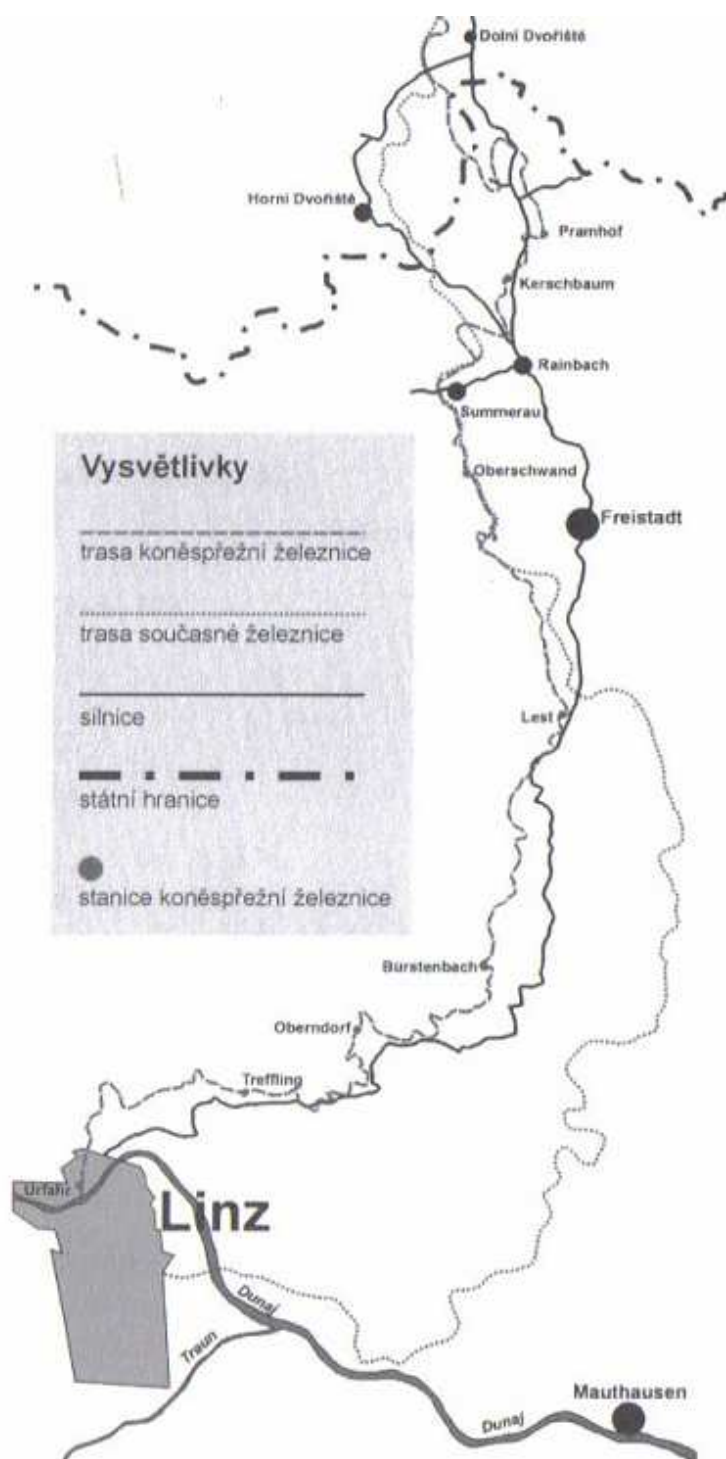 Dolní Dvořiště
Horní Dvořiště
Pramhof
Kerschbaum
Rainbach
Summerau
Oberschwand
Freistadt
Vysvětlivky
trasa koněspřežní železnice
trasa současné železnice
silnice
státní hranice
stanice koněspřežní železnice
Lest
Bürstenbach
Oberndorf
Treffling
Urfahr
Linz
Dunaj
Traun
Mauthausen
Dunaj